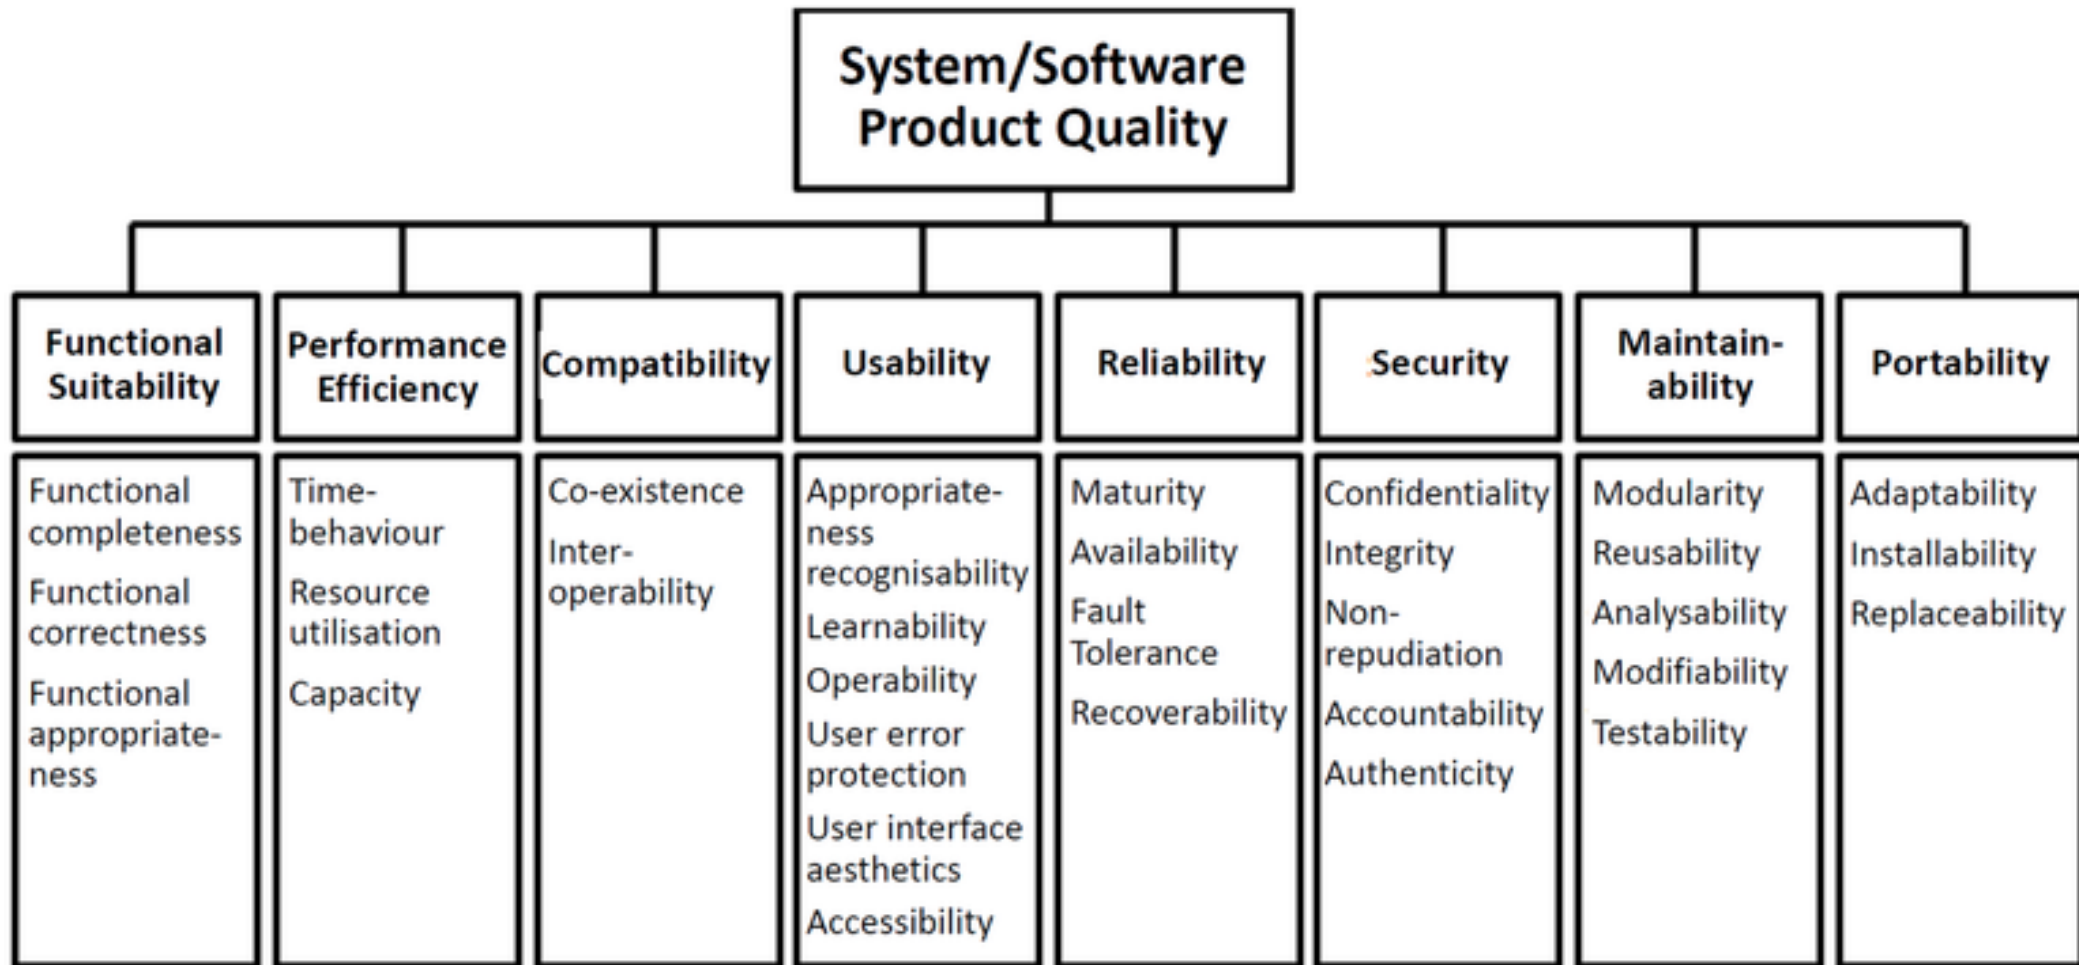 System/Software
Product Quality
Functional
Suitability
Performance
Efficiency
Compatibility
Usability
Reliability
Security
Maintain-
ability
Portability
Functional
completeness
Functional
correctness
Functional
appropriate-
ness
Time-
behaviour
Resource
utilisation
Capacity
Co-existence
Inter-
operability
Appropriate-
ness
recognisability
Learnability
Operability
User error
protection
User interface
aesthetics
Accessibility
Maturity
Availability
Fault
Tolerance
Recoverability
Confidentiality
Integrity
Non-
repudiation
Accountability
Authenticity
Modularity
Reusability
Analysability
Modifiability
Testability
Adaptability
Installability
Replaceability